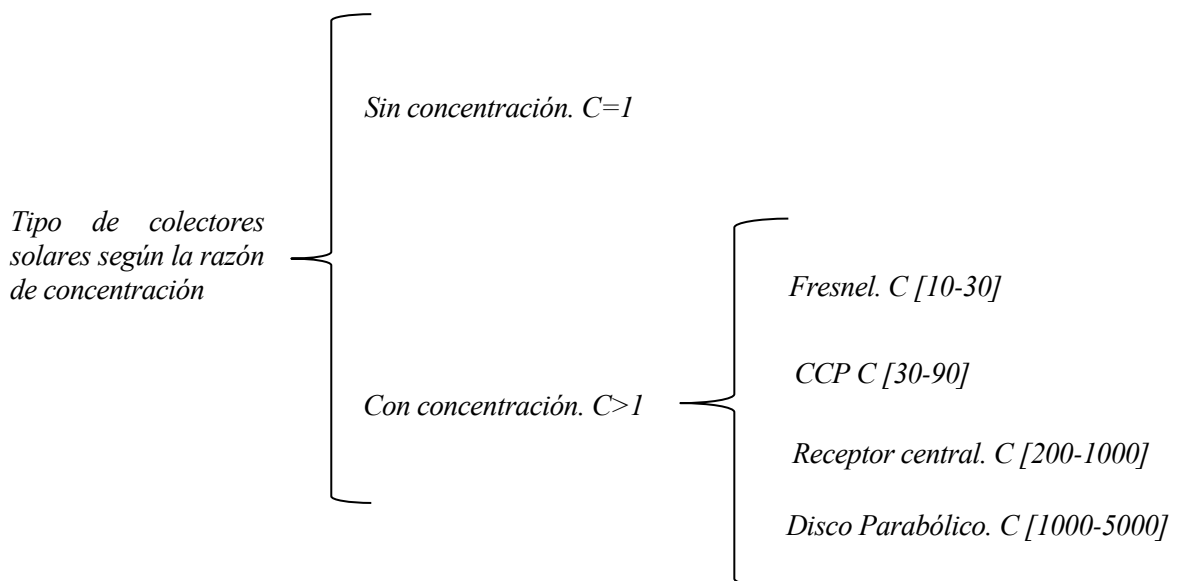 Sin concentración. C=1
Tipo de colectores
solares según la razón
de concentración
Fresnel. C [10-30]
CCP C [30-90]
Con concentración. C>1
Receptor central. C [200-1000]
Disco Parabólico. C [1000-5000]